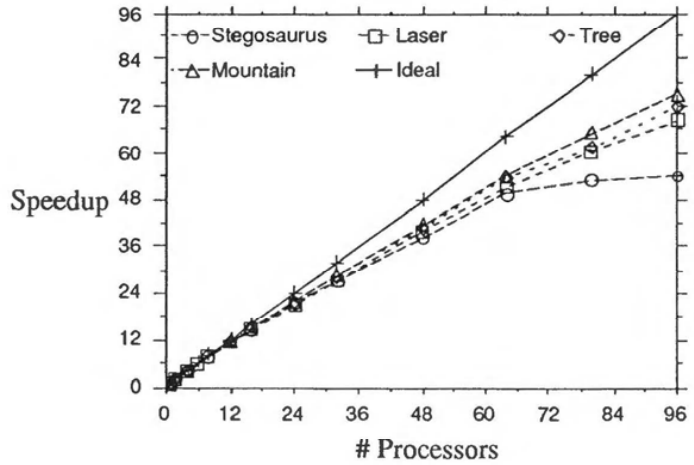 96
84
72
60
48
36
24
12
0
Speedup
Stegosaurus
Laser
Tree
Mountain
Ideal
0 12 24 36 48 60 72 84 96
# Processors